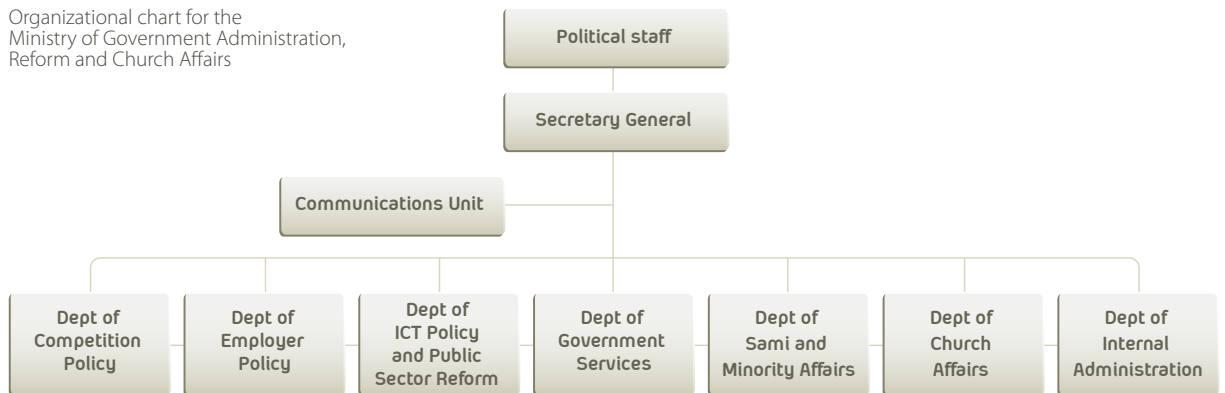 Organizational chart for the
Ministry of Government Administration,
Reform and Church Affairs
Political staff
Secretary General
Communications Unit
Dept of
Competition
Policy
Dept of
Employer
Policy
Dept of
ICT Policy
and Public
Sector Reform
Dept of
Government
Services
Dept of
Sami and
Minority Affairs
Dept of
Church
Affairs
Dept of
Internal
Administration